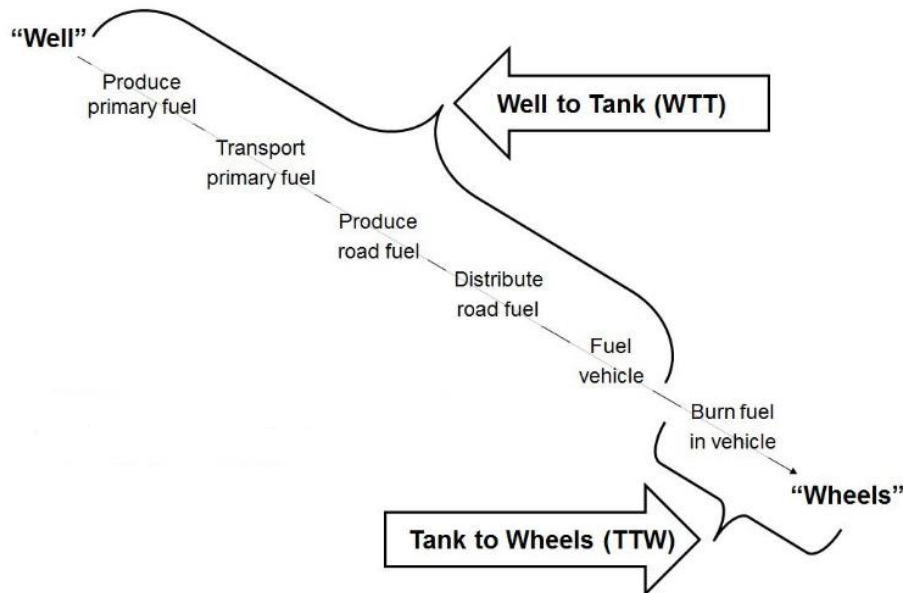 “Well”
Produce
primary fuel
Well to Tank (WTT)
Transport
primary fuel
Produce
road fuel
Distribute
road fuel
Fuel
vehicle
Burn fuel
in vehicle
“Wheels”
Tank to Wheels (TTW)